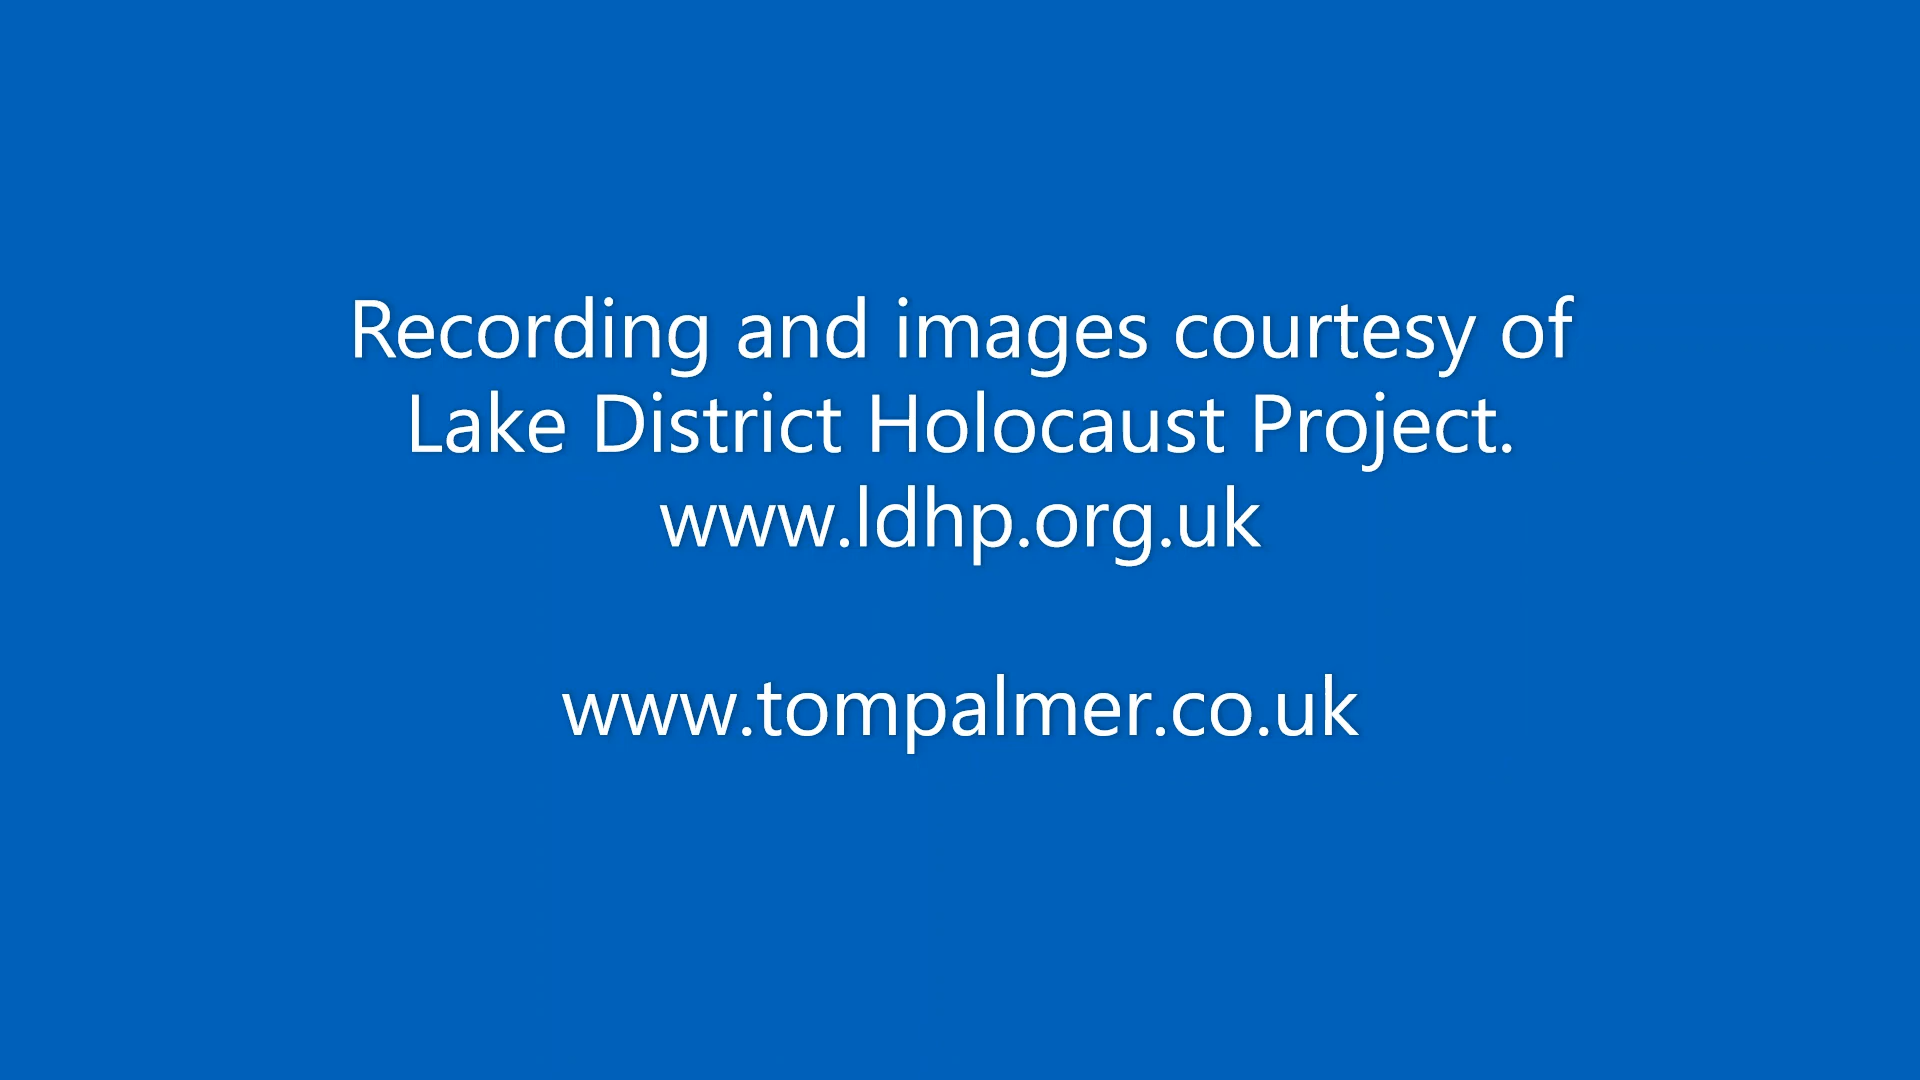 Recording and images courtesy of
Lake District Holocaust Project.
www.ldhp.org.uk
www.tompalmer.co.uk